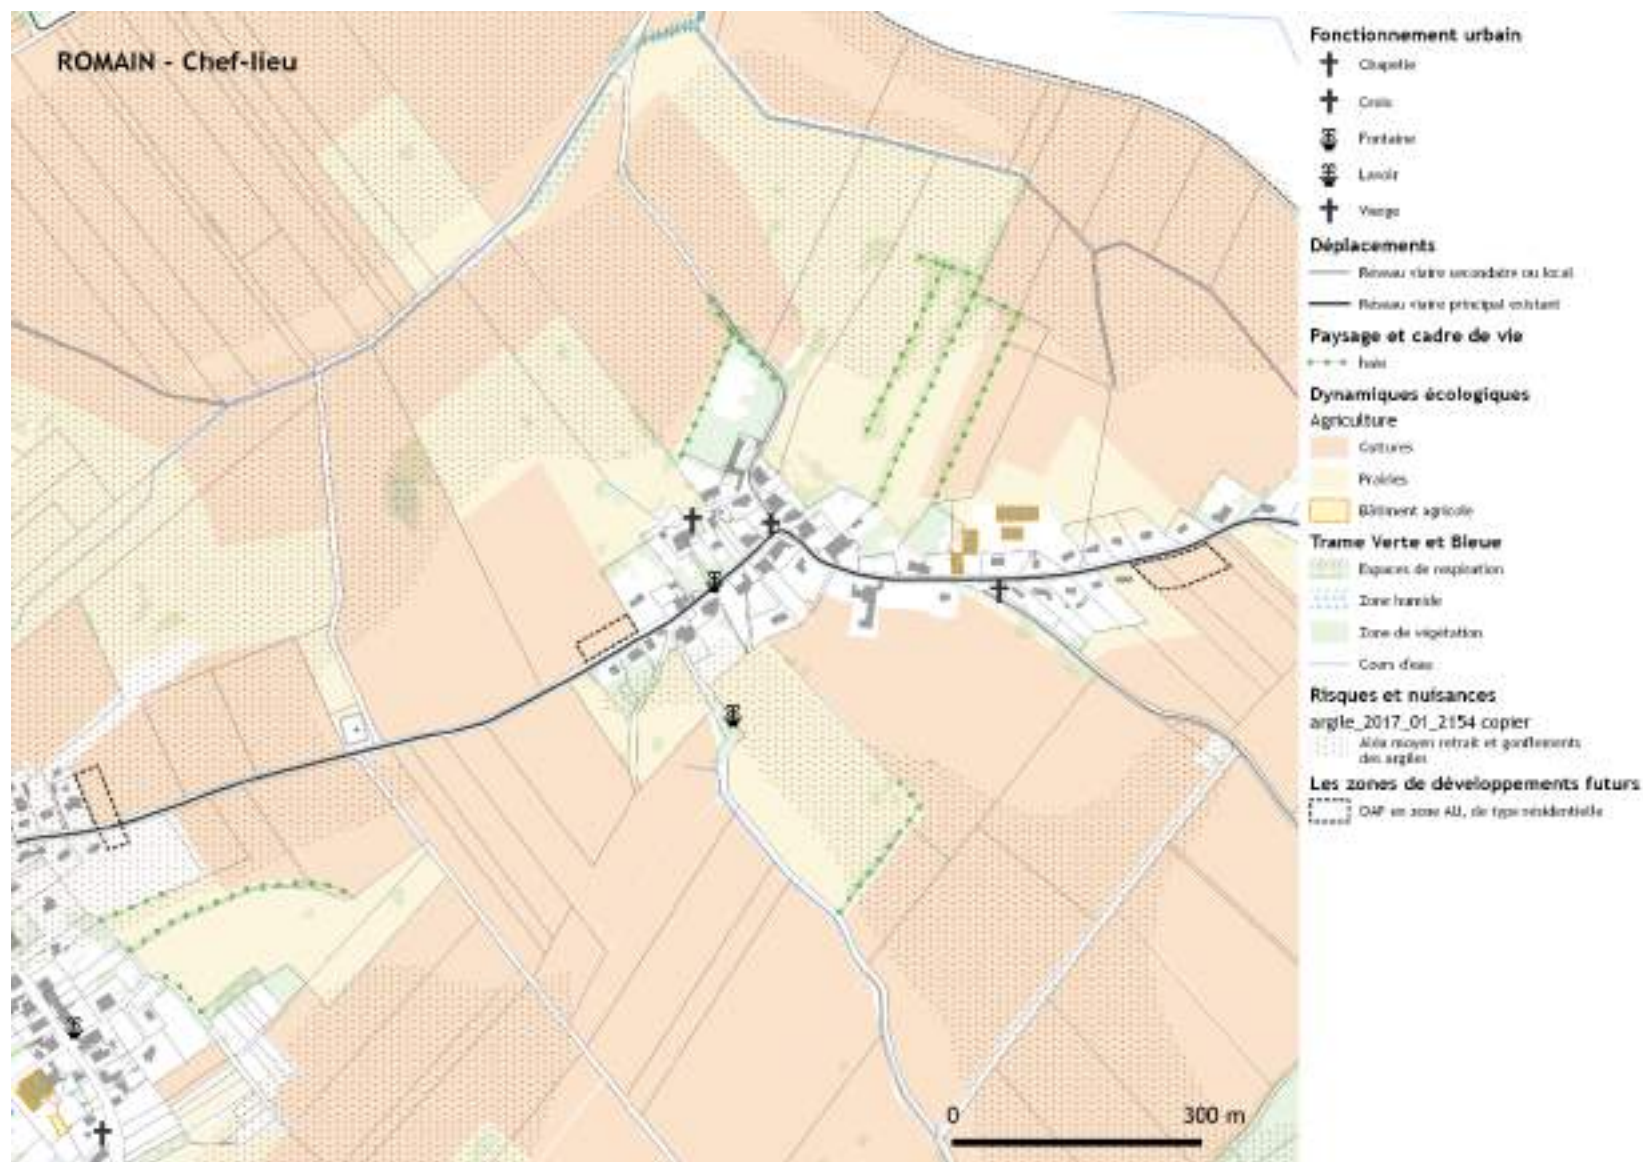 ROMAIN - Chef-lieu
Fonctionnement urbain
Chapelle
Croix
Fontaine
Lavoir
Vierge
Déplacements
Réseau viaire secondaire ou local
Réseau viaire principal existant
Paysage et cadre de vie
haie
Dynamiques écologiques
Agriculture
Cultures
Prairies
Bâtiment agricole
Trame Verte et Bleue
Espaces de respiration
Zone humide
Zone de végétation
Cours d'eau
Risques et nuisances
argile_2017_01_2154 copier
Aléa moyen retrait et gonflements
des argiles
Les zones de développements futurs
OAP en zone AU, de type résidentielle
0 300 m